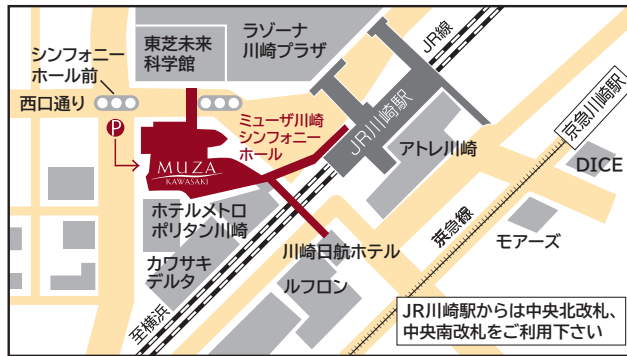 東芝未来
科学館
ラゾーナ
川崎プラザ
JR線
シンフォニー
ホール前
西口通り
P
ミューザ川崎
シンフォニー
ホール
JR川崎駅
京急川崎駅
アトレ川崎
DICE
MUZA
KAWASAKI
ホテルメトロ
ポリタン川崎
京急線
モアーズ
川崎日航ホテル
カワサキ
デルタ
ルフロン
至横浜
JR川崎駅からは中央北改札、
中央南改札をご利用下さい